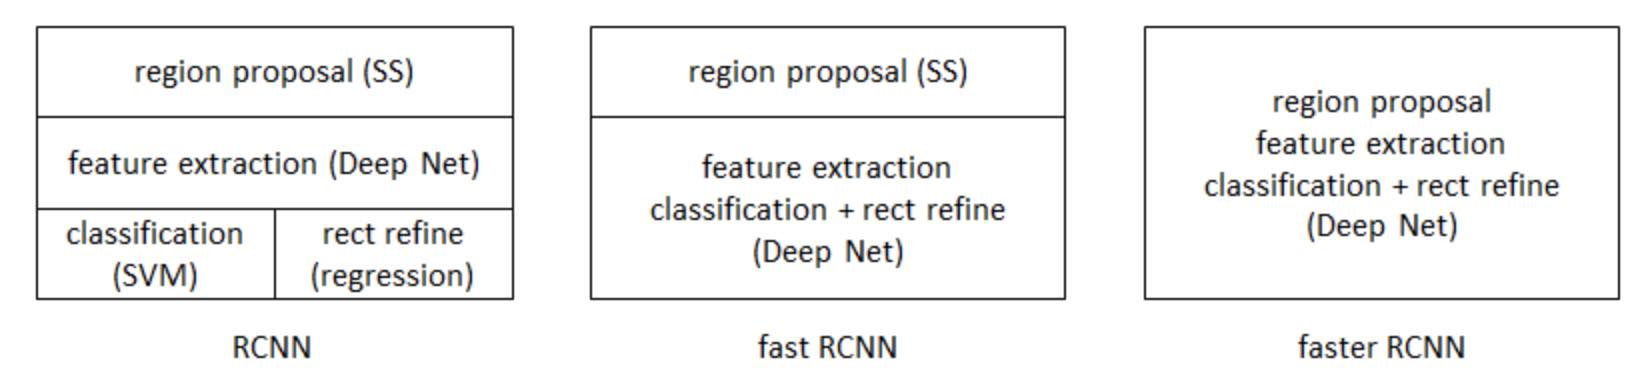 region proposal (SS)
feature extraction (Deep Net)
classification
(SVM)
rect refine
(regression)
RCNN
region proposal (SS)
feature extraction
classification + rect refine
(Deep Net)
fast RCNN
region proposal
feature extraction
classification + rect refine
(Deep Net)
faster RCNN